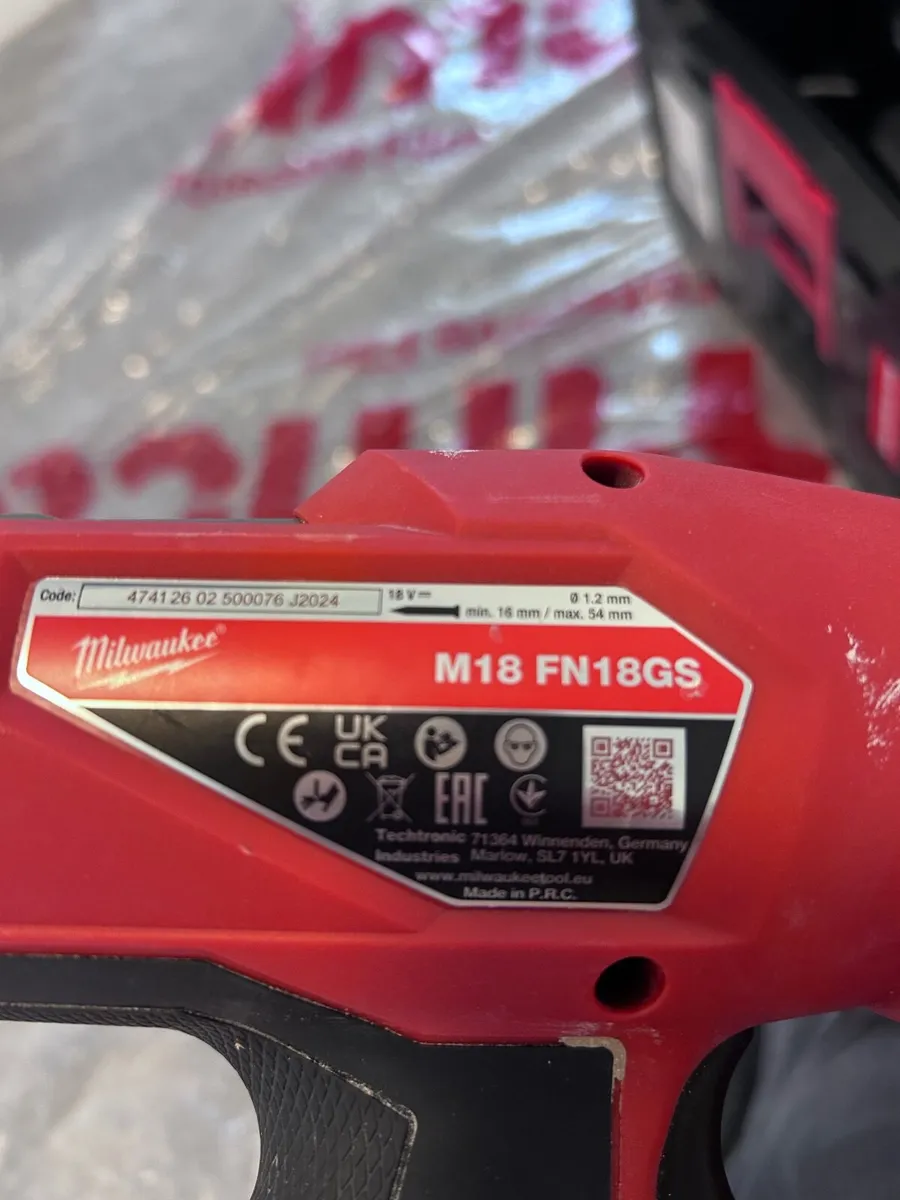 Code: 474126 02 500076 J2024 18 V Ø 1.2 mm
min. 16 mm / max. 54 mm
Milwaukee®
M18 FN18GS
CE UK CA
EAC
Techtronic 71364 Winnenden, Germany
Industries Marlow, SL7 1YL, UK
www.milwaukeetool.eu
Made in P.R.C.